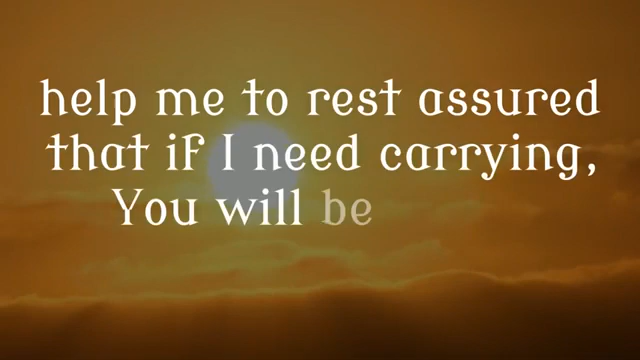 help me to rest assured
that if I need carrying,
You will be